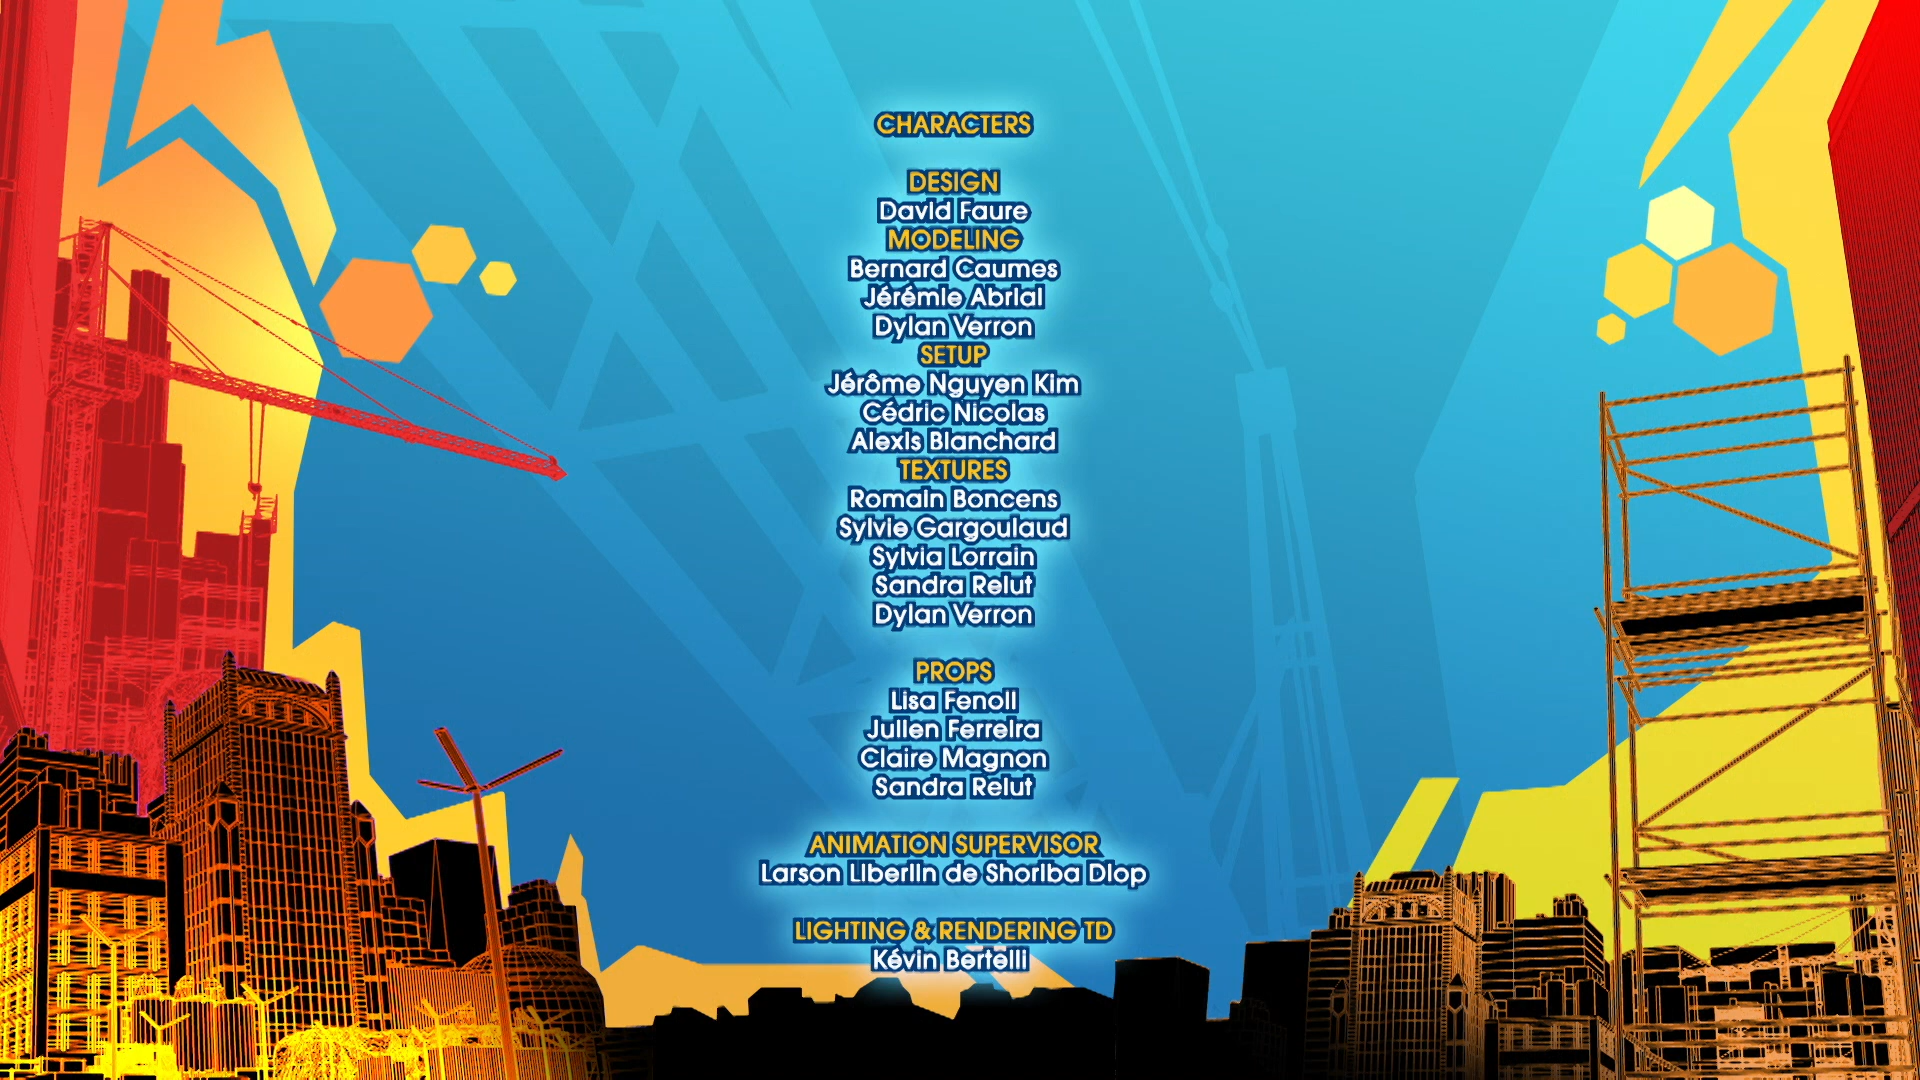 CHARACTERS
DESIGN
David Faure
MODELING
Bernard Caumes
Jérémie Abrial
Dylan Verron
SETUP
Jérôme Nguyen Kim
Cédric Nicolas
Alexis Blanchard
TEXTURES
Romain Boncens
Sylvie Gargoulaud
Sylvia Lorrain
Sandra Relut
Dylan Verron
PROPS
Lisa Fenoll
Julien Ferreira
Claire Magnon
Sandra Relut
ANIMATION SUPERVISOR
Larson Liberlin de Shoriba Diop
LIGHTING & RENDERING TD
Kévin Bertelli